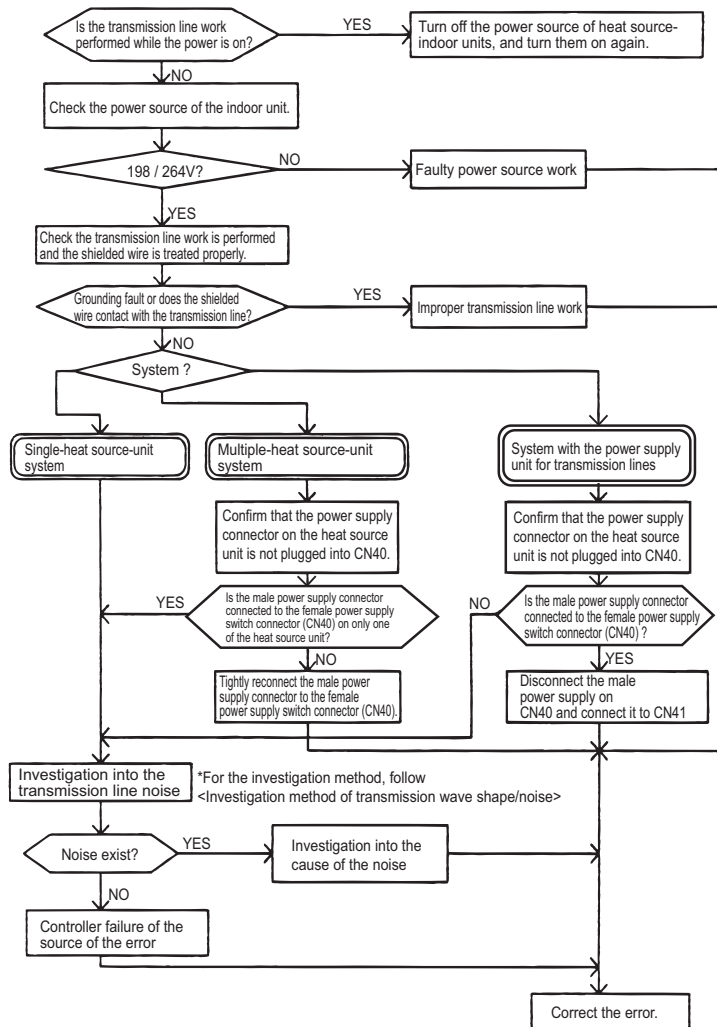 Is the transmission line work
performed while the power is on?
YES
Turn off the power source of heat source-
indoor units, and turn them on again.
NO
Check the power source of the indoor unit.
198 / 264V?
NO
Faulty power source work
YES
Check the transmission line work is performed
and the shielded wire is treated properly.
Grounding fault or does the shielded
wire contact with the transmission line?
YES
Improper transmission line work
NO
System ?
Single-heat source-unit
system
Multiple-heat source-unit
system
System with the power supply
unit for transmission lines
Confirm that the power supply
connector on the heat source
unit is not plugged into CN40.
Confirm that the power supply
connector on the heat source
unit is not plugged into CN40.
YES
Is the male power supply connector
connected to the female power supply
switch connector (CN40) on only one
of the heat source unit?
NO
Is the male power supply connector
connected to the female power supply
switch connector (CN40) ?
NO
YES
Tightly reconnect the male power
supply connector to the female
power supply switch connector (CN40).
Disconnect the male
power supply on
CN40 and connect it to CN41
Investigation into the
transmission line noise
*For the investigation method, follow
<Investigation method of transmission wave shape/noise>
Noise exist?
YES
Investigation into the
cause of the noise
NO
Controller failure of the
source of the error
Correct the error.